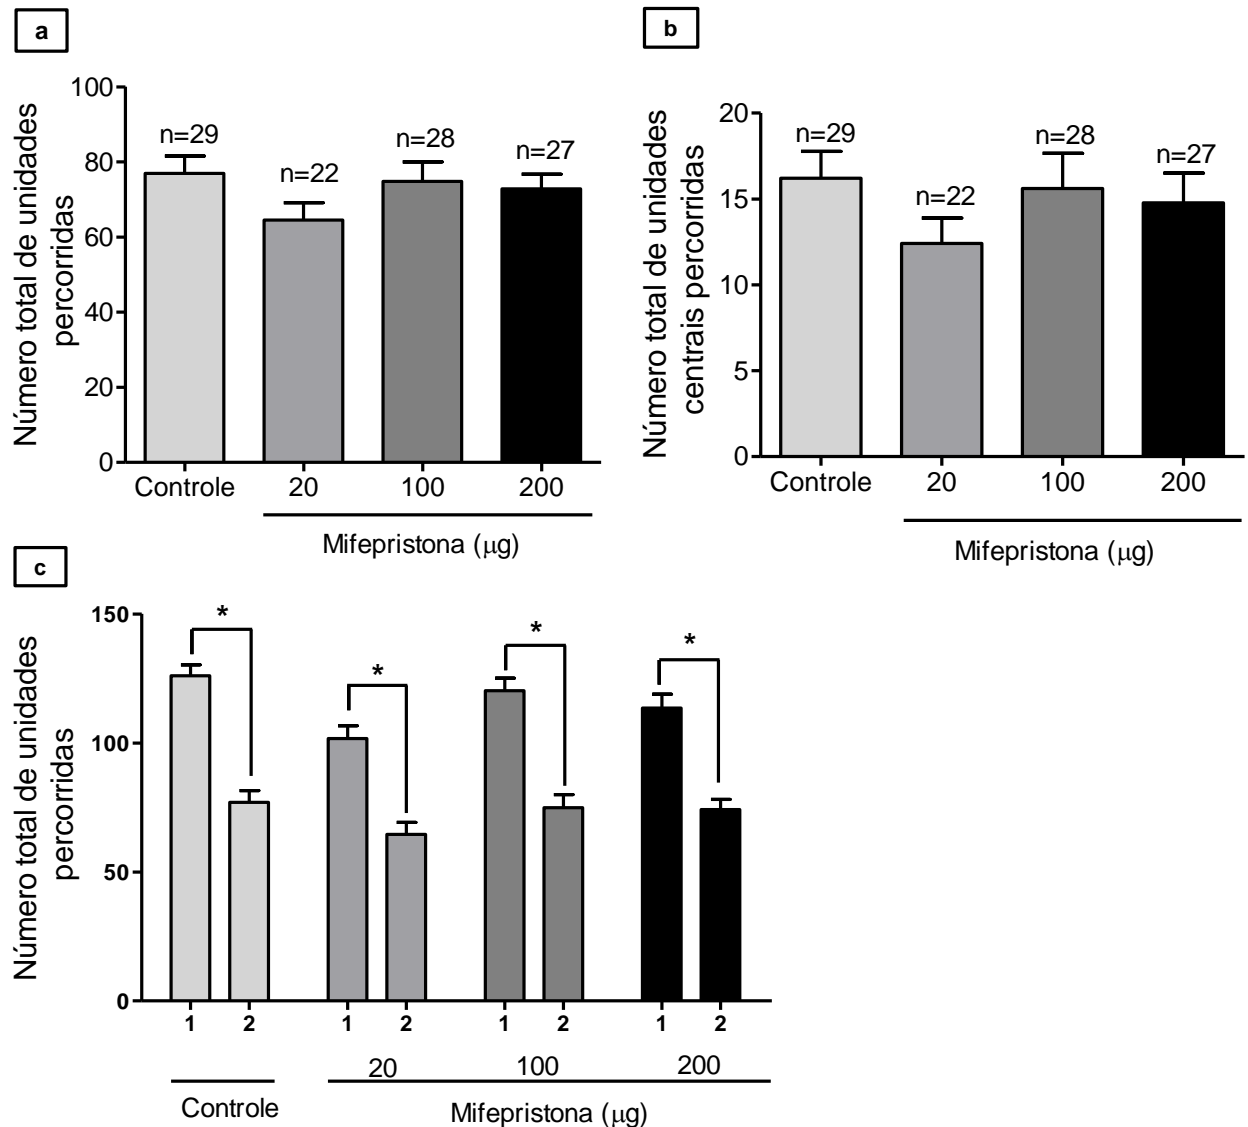 a
Número total de unidades
percorridas
100
80
60
40
20
0
n=29
n=22
n=28
n=27
Controle
20
100
200
Mifepristona (μg)
b
Número total de unidades
centrais percorridas
20
15
10
5
0
n=29
n=22
n=28
n=27
Controle
20
100
200
Mifepristona (μg)
c
Número total de unidades
percorridas
150
100
50
0
*
*
*
*
1 2 1 2 1 2 1 2
20 100 200
Controle
Mifepristona (μg)